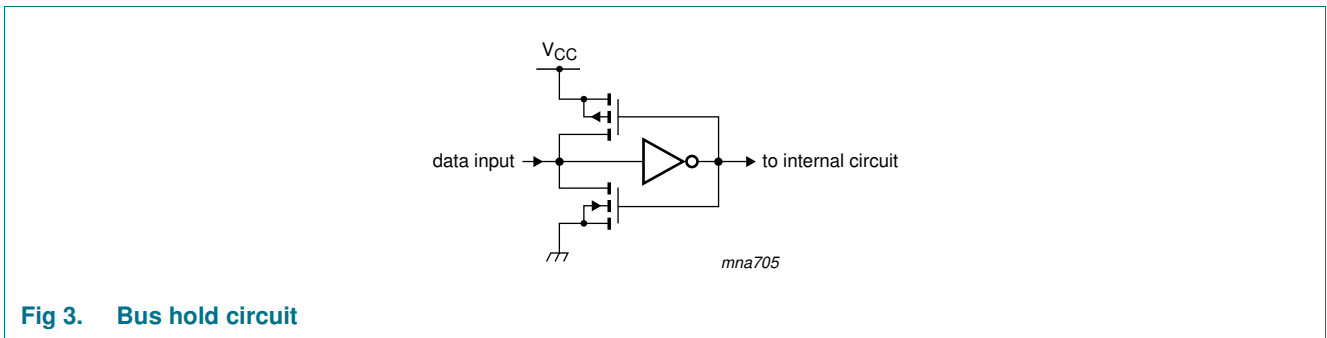 VCC
data input
to internal circuit
mna705
Fig 3. Bus hold circuit